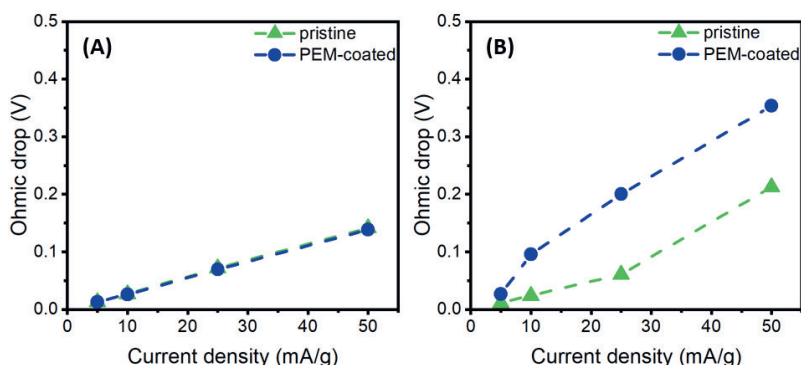 (A)
pristine
PEM-coated
0.5
0.4
0.3
0.2
0.1
0.0
Ohmic drop (V)
0 10 20 30 40 50
Current density (mA/g)
(B)
pristine
PEM-coated
0.5
0.4
0.3
0.2
0.1
0.0
Ohmic drop (V)
0 10 20 30 40 50
Current density (mA/g)